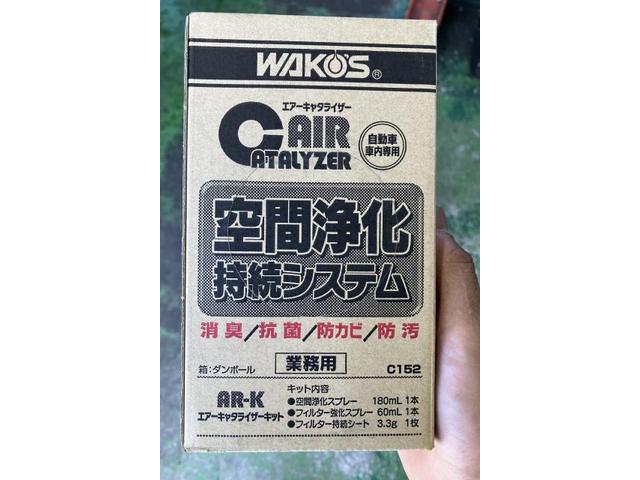 WAKO'S®
エアーキャタライザー
AIR CATALYZER
自動車
車内専用
空間浄化
持続システム
消臭/抗菌/防カビ/防汚
箱:ダンボール 業務用 C152
AR-K
エアーキャタライザーキット
キット内容
●空間浄化スプレー 180mL 1本
●フィルター強化スプレー 60mL 1本
●フィルター持続シート 3.3g 1枚